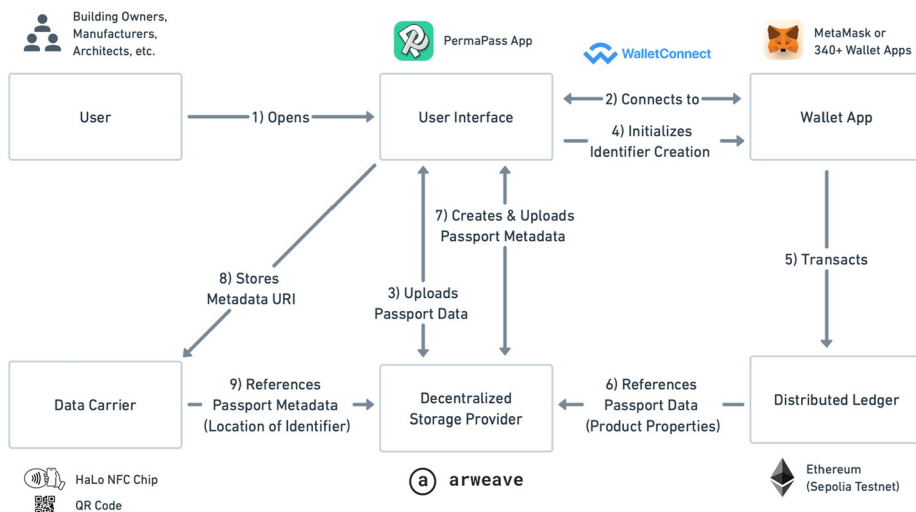 Building Owners,
Manufacturers,
Architects, etc.
PermaPass App
WalletConnect
MetaMask or
340+ Wallet Apps
User
1) Opens
User Interface
2) Connects to
4) Initializes
Identifier Creation
Wallet App
7) Creates & Uploads
Passport Metadata
5) Transacts
8) Stores
Metadata URI
3) Uploads
Passport Data
Data Carrier
9) References
Passport Metadata
(Location of Identifier)
Decentralized
Storage Provider
6) References
Passport Data
(Product Properties)
Distributed Ledger
HaLo NFC Chip
QR Code
a arweave
Ethereum
(Sepolia Testnet)